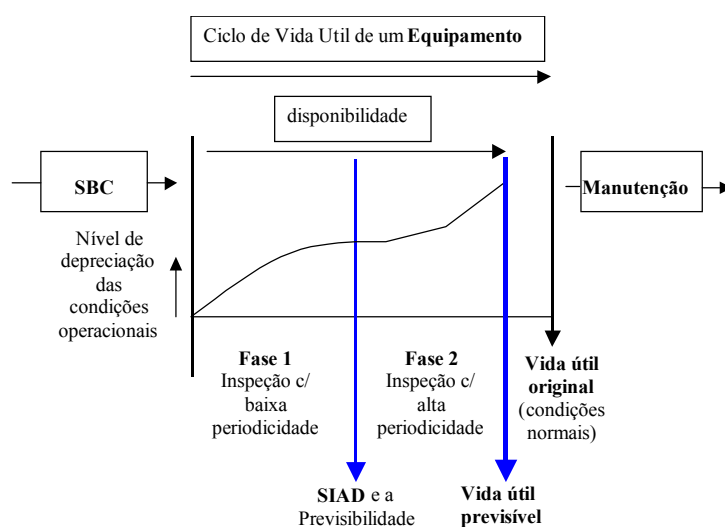 Ciclo de Vida Util de um Equipamento
disponibilidade
SBC
Manutenção
Nível de
depreciação
das
condições
operacionais
Fase 1
Inspeção c/
baixa
periodicidade
Fase 2
Inspeção c/
alta
periodicidade
Vida útil
original
(condições
normais)
SIAD e a
Previsibilidade
Vida útil
previsível